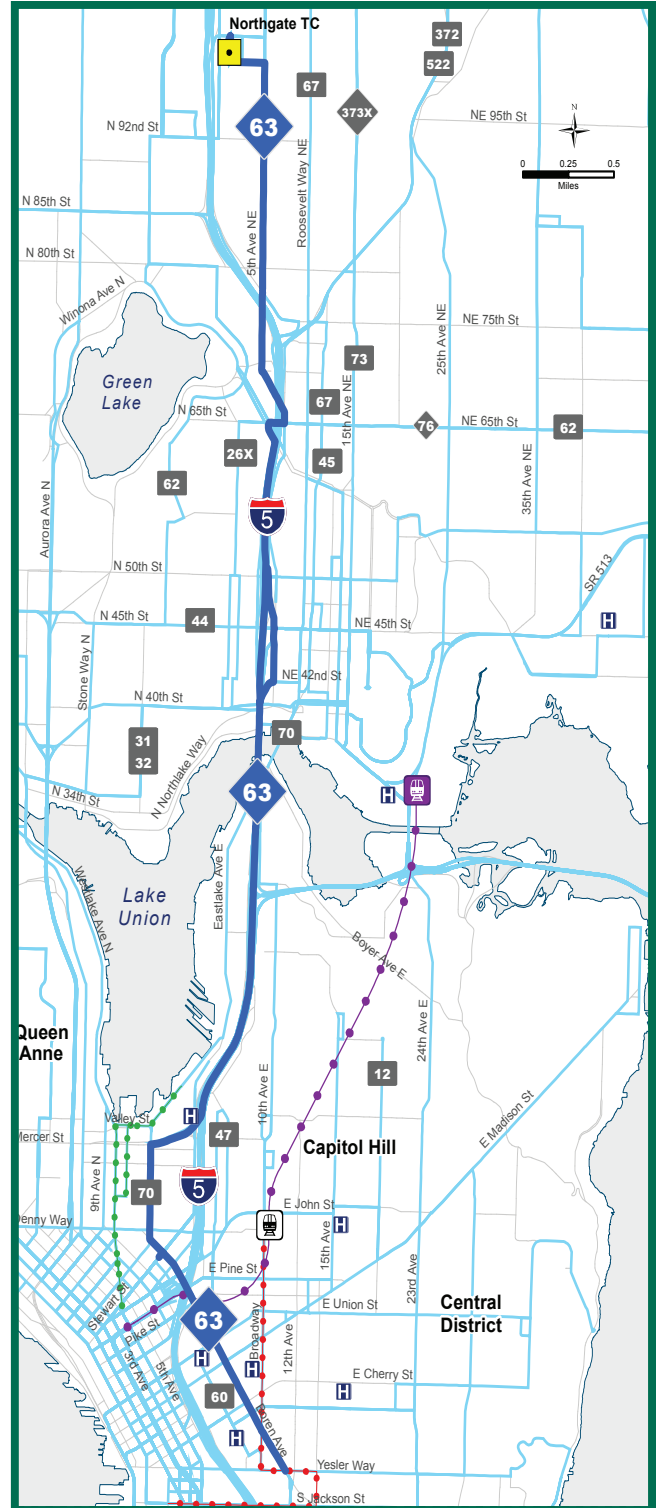 Northgate TC
372
522
67
373X
63
N 92nd St
NE 95th St
N
0 0.25 0.5
Miles
Roosevelt Way NE
5th Ave NE
N 85th St
N 80th St
Winona Ave N
NE 75th St
25th Ave NE
Green
Lake
73
67
15th Ave NE
N 65th St
76
NE 65th St
62
26X
45
62
35th Ave NE
Aurora Ave N
5
N 50th St
SR 513
N 45th St
44
NE 45th St
H
Stone Way N
NE 42nd St
N 40th St
31
32
70
N Northlake Way
N 34th St
63
H
Westlake Ave N
Lake
Union
Eastlake Ave E
Boyer Ave E
24th Ave E
Queen
Anne
12
10th Ave E
E Madison St
Valley St
H
Mercer St
47
Capitol Hill
9th Ave N
70
5
E John St
H
Denny Way
15th Ave
E Pine St
23rd Ave
Stewart St
Pike St
63
E Union St
Central
District
Broadway
12th Ave
3rd Ave
5th Ave
H
H
E Cherry St
H
60
Boren Ave
H
Yesler Way
S Jackson St